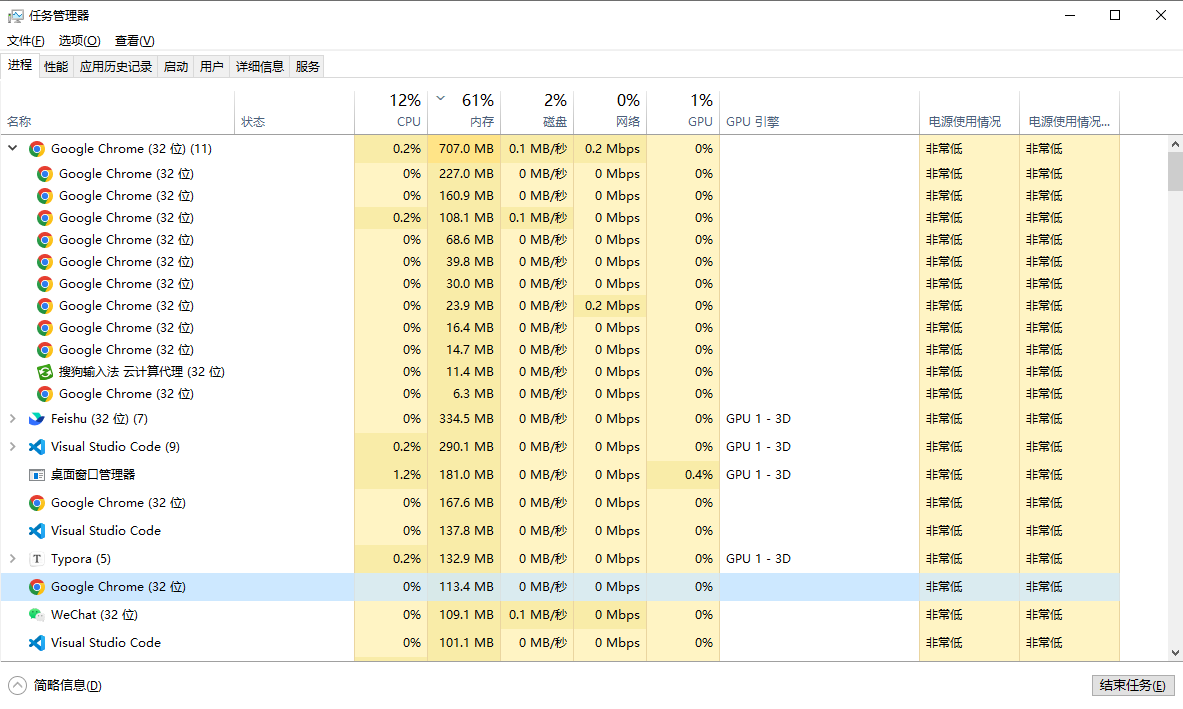 任务管理器
文件(F) 选项(O) 查看(V)
进程 性能 应用历史记录 启动 用户 详细信息 服务
12% 61% 2% 0% 1%
名称 状态 CPU 内存 磁盘 网络 GPU GPU 引擎 电源使用情况 电源使用情况...
Google Chrome (32 位) (11) 0.2% 707.0 MB 0.1 MB/秒 0.2 Mbps 0% 非常低 非常低
Google Chrome (32 位) 0% 227.0 MB 0 MB/秒 0 Mbps 0% 非常低 非常低
Google Chrome (32 位) 0% 160.9 MB 0 MB/秒 0 Mbps 0% 非常低 非常低
Google Chrome (32 位) 0.2% 108.1 MB 0.1 MB/秒 0 Mbps 0% 非常低 非常低
Google Chrome (32 位) 0% 68.6 MB 0 MB/秒 0 Mbps 0% 非常低 非常低
Google Chrome (32 位) 0% 39.8 MB 0 MB/秒 0 Mbps 0% 非常低 非常低
Google Chrome (32 位) 0% 30.0 MB 0 MB/秒 0 Mbps 0% 非常低 非常低
Google Chrome (32 位) 0% 23.9 MB 0 MB/秒 0.2 Mbps 0% 非常低 非常低
Google Chrome (32 位) 0% 16.4 MB 0 MB/秒 0 Mbps 0% 非常低 非常低
Google Chrome (32 位) 0% 14.7 MB 0 MB/秒 0 Mbps 0% 非常低 非常低
搜狗输入法 云计算代理 (32 位) 0% 11.4 MB 0 MB/秒 0 Mbps 0% 非常低 非常低
Google Chrome (32 位) 0% 6.3 MB 0 MB/秒 0 Mbps 0% 非常低 非常低
Feishu (32 位) (7) 0% 334.5 MB 0 MB/秒 0 Mbps 0% GPU 1 - 3D 非常低 非常低
Visual Studio Code (9) 0.2% 290.1 MB 0 MB/秒 0 Mbps 0% GPU 1 - 3D 非常低 非常低
桌面窗口管理器 1.2% 181.0 MB 0 MB/秒 0 Mbps 0.4% GPU 1 - 3D 非常低 非常低
Google Chrome (32 位) 0% 167.6 MB 0 MB/秒 0 Mbps 0% 非常低 非常低
Visual Studio Code 0% 137.8 MB 0 MB/秒 0 Mbps 0% 非常低 非常低
T Typora (5) 0.2% 132.9 MB 0 MB/秒 0 Mbps 0% GPU 1 - 3D 非常低 非常低
Google Chrome (32 位) 0% 113.4 MB 0 MB/秒 0 Mbps 0% 非常低 非常低
WeChat (32 位) 0% 109.1 MB 0.1 MB/秒 0 Mbps 0% 非常低 非常低
Visual Studio Code 0% 101.1 MB 0 MB/秒 0 Mbps 0% 非常低 非常低
简略信息(D) 结束任务(E)